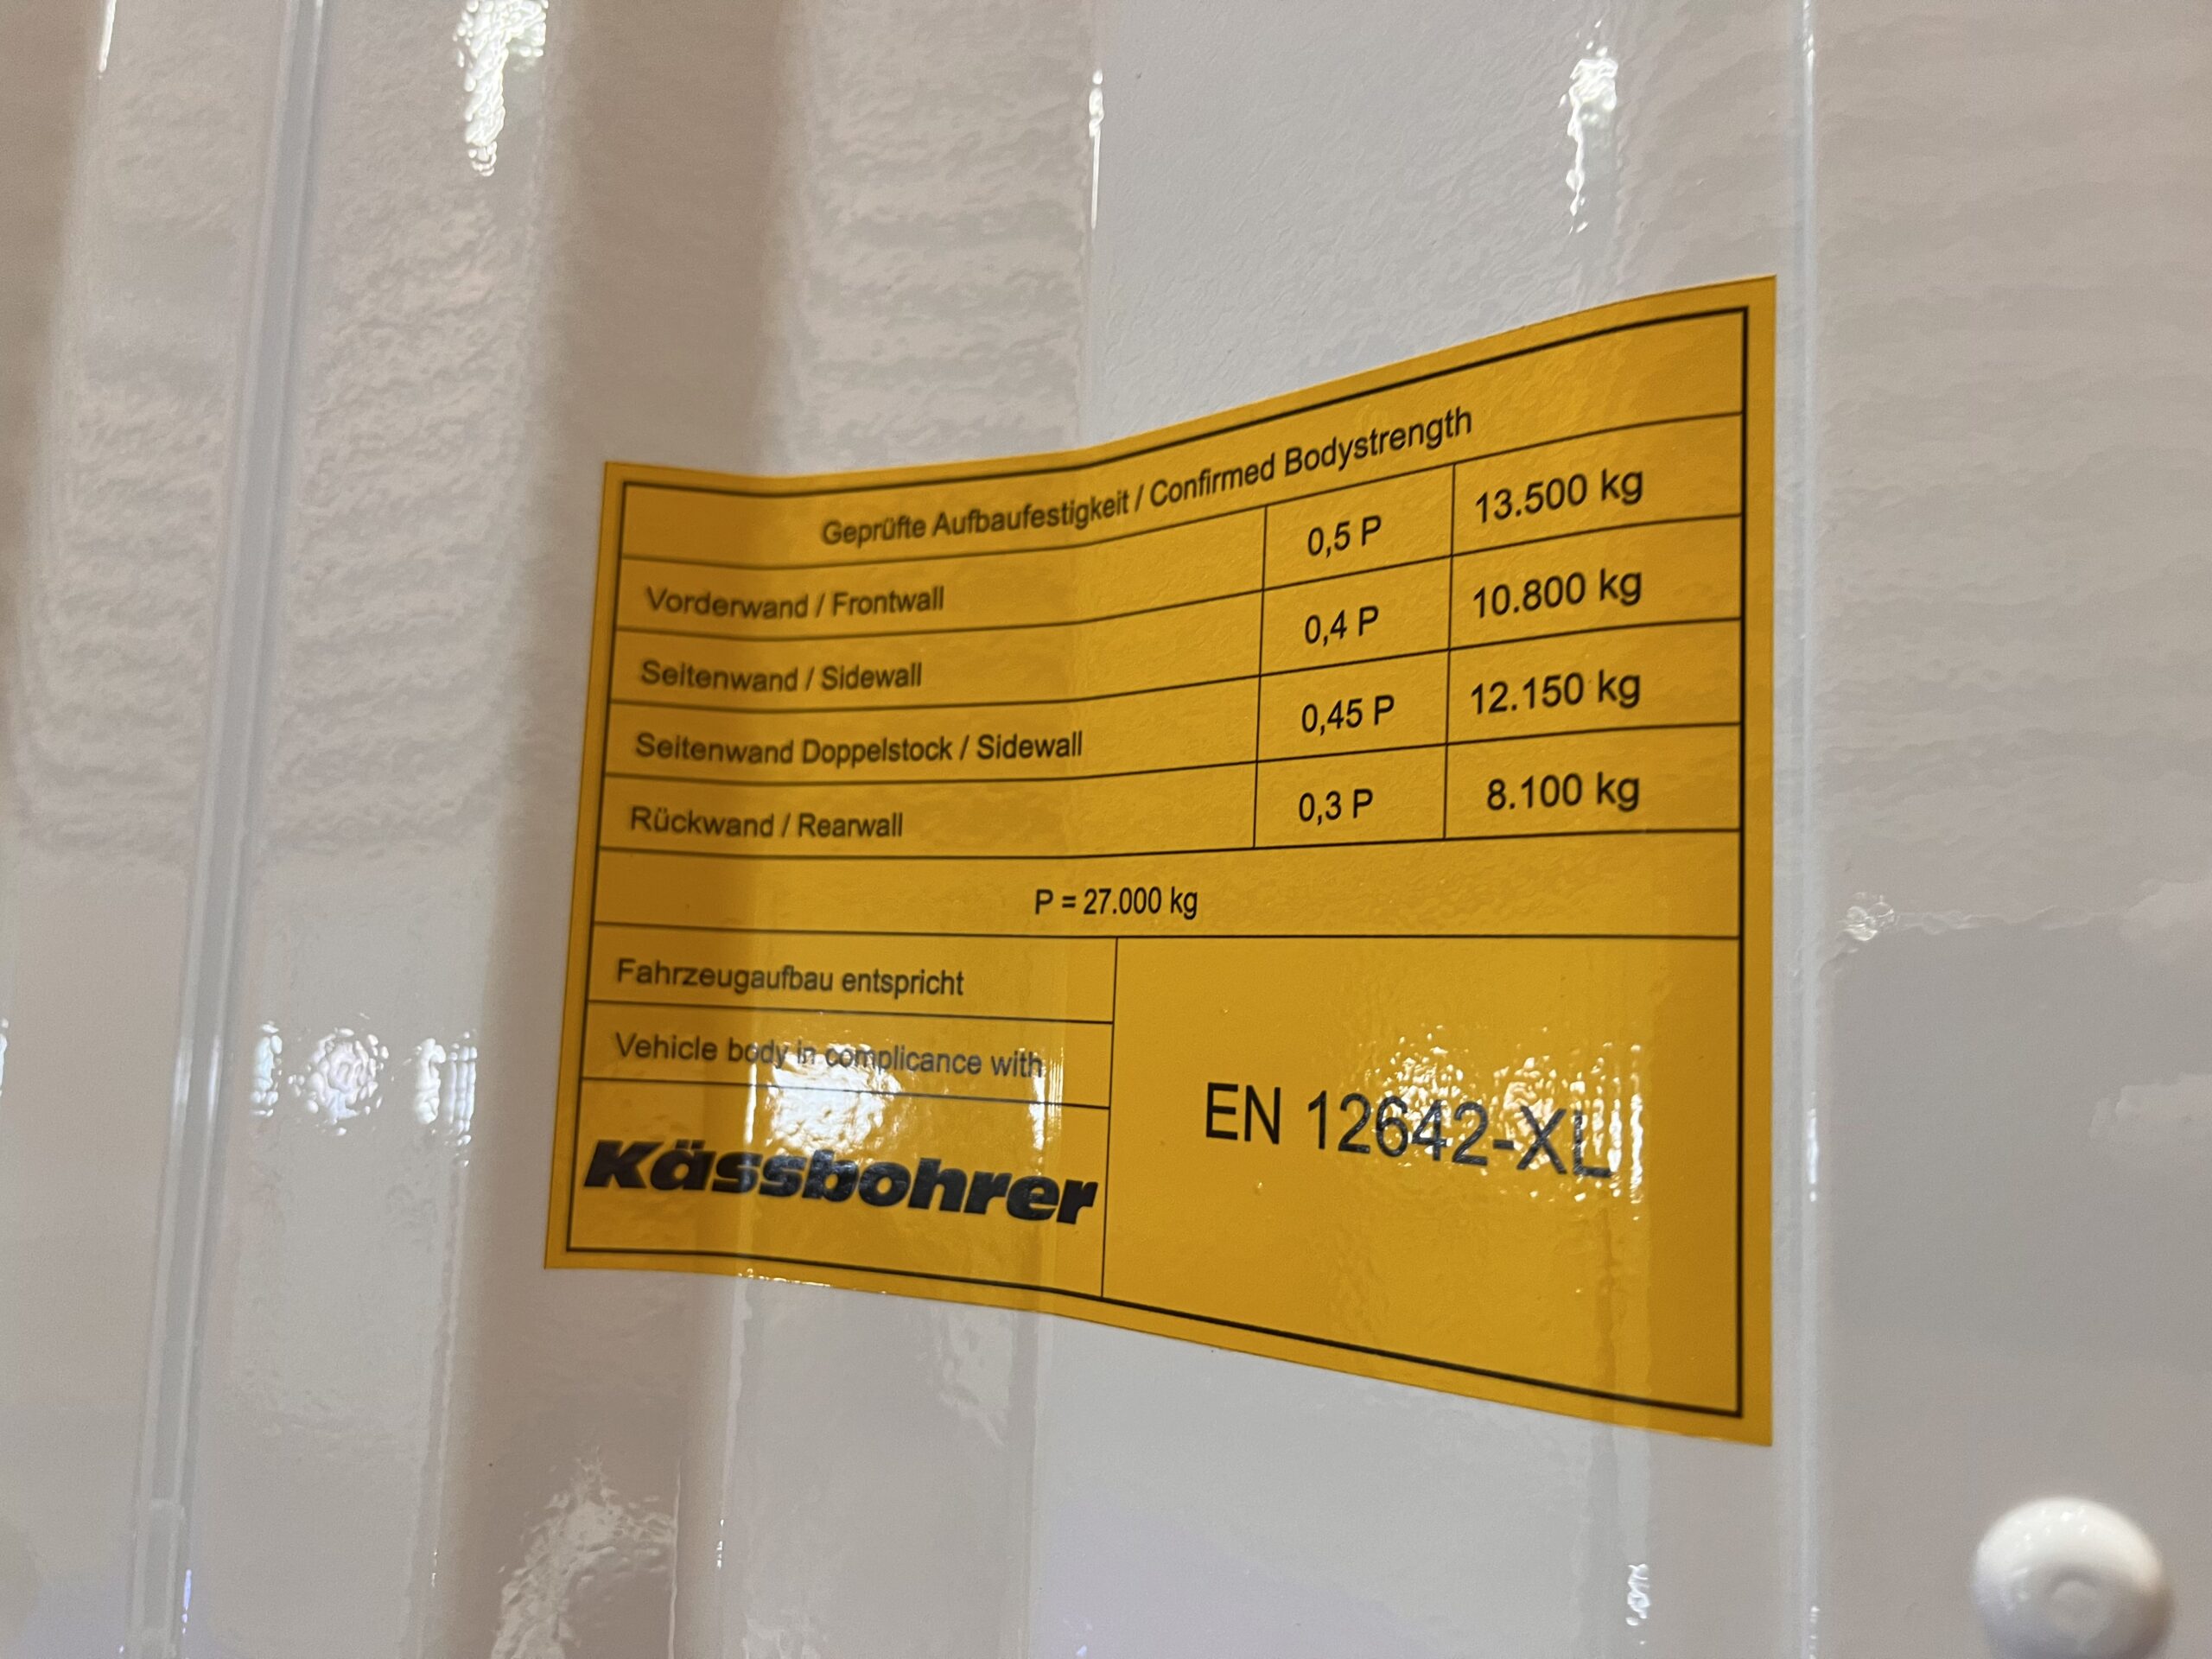 Geprüfte Aufbaufestigkeit / Confirmed Bodystrength
Vorderwand / Frontwall 0,5 P 13.500 kg
Seitenwand / Sidewall 0,4 P 10.800 kg
Seitenwand Doppelstock / Sidewall 0,45 P 12.150 kg
Rückwand / Rearwall 0,3 P 8.100 kg
P = 27.000 kg
Fahrzeugaufbau entspricht
Vehicle body in complicance with
EN 12642-XL
Kässbohrer